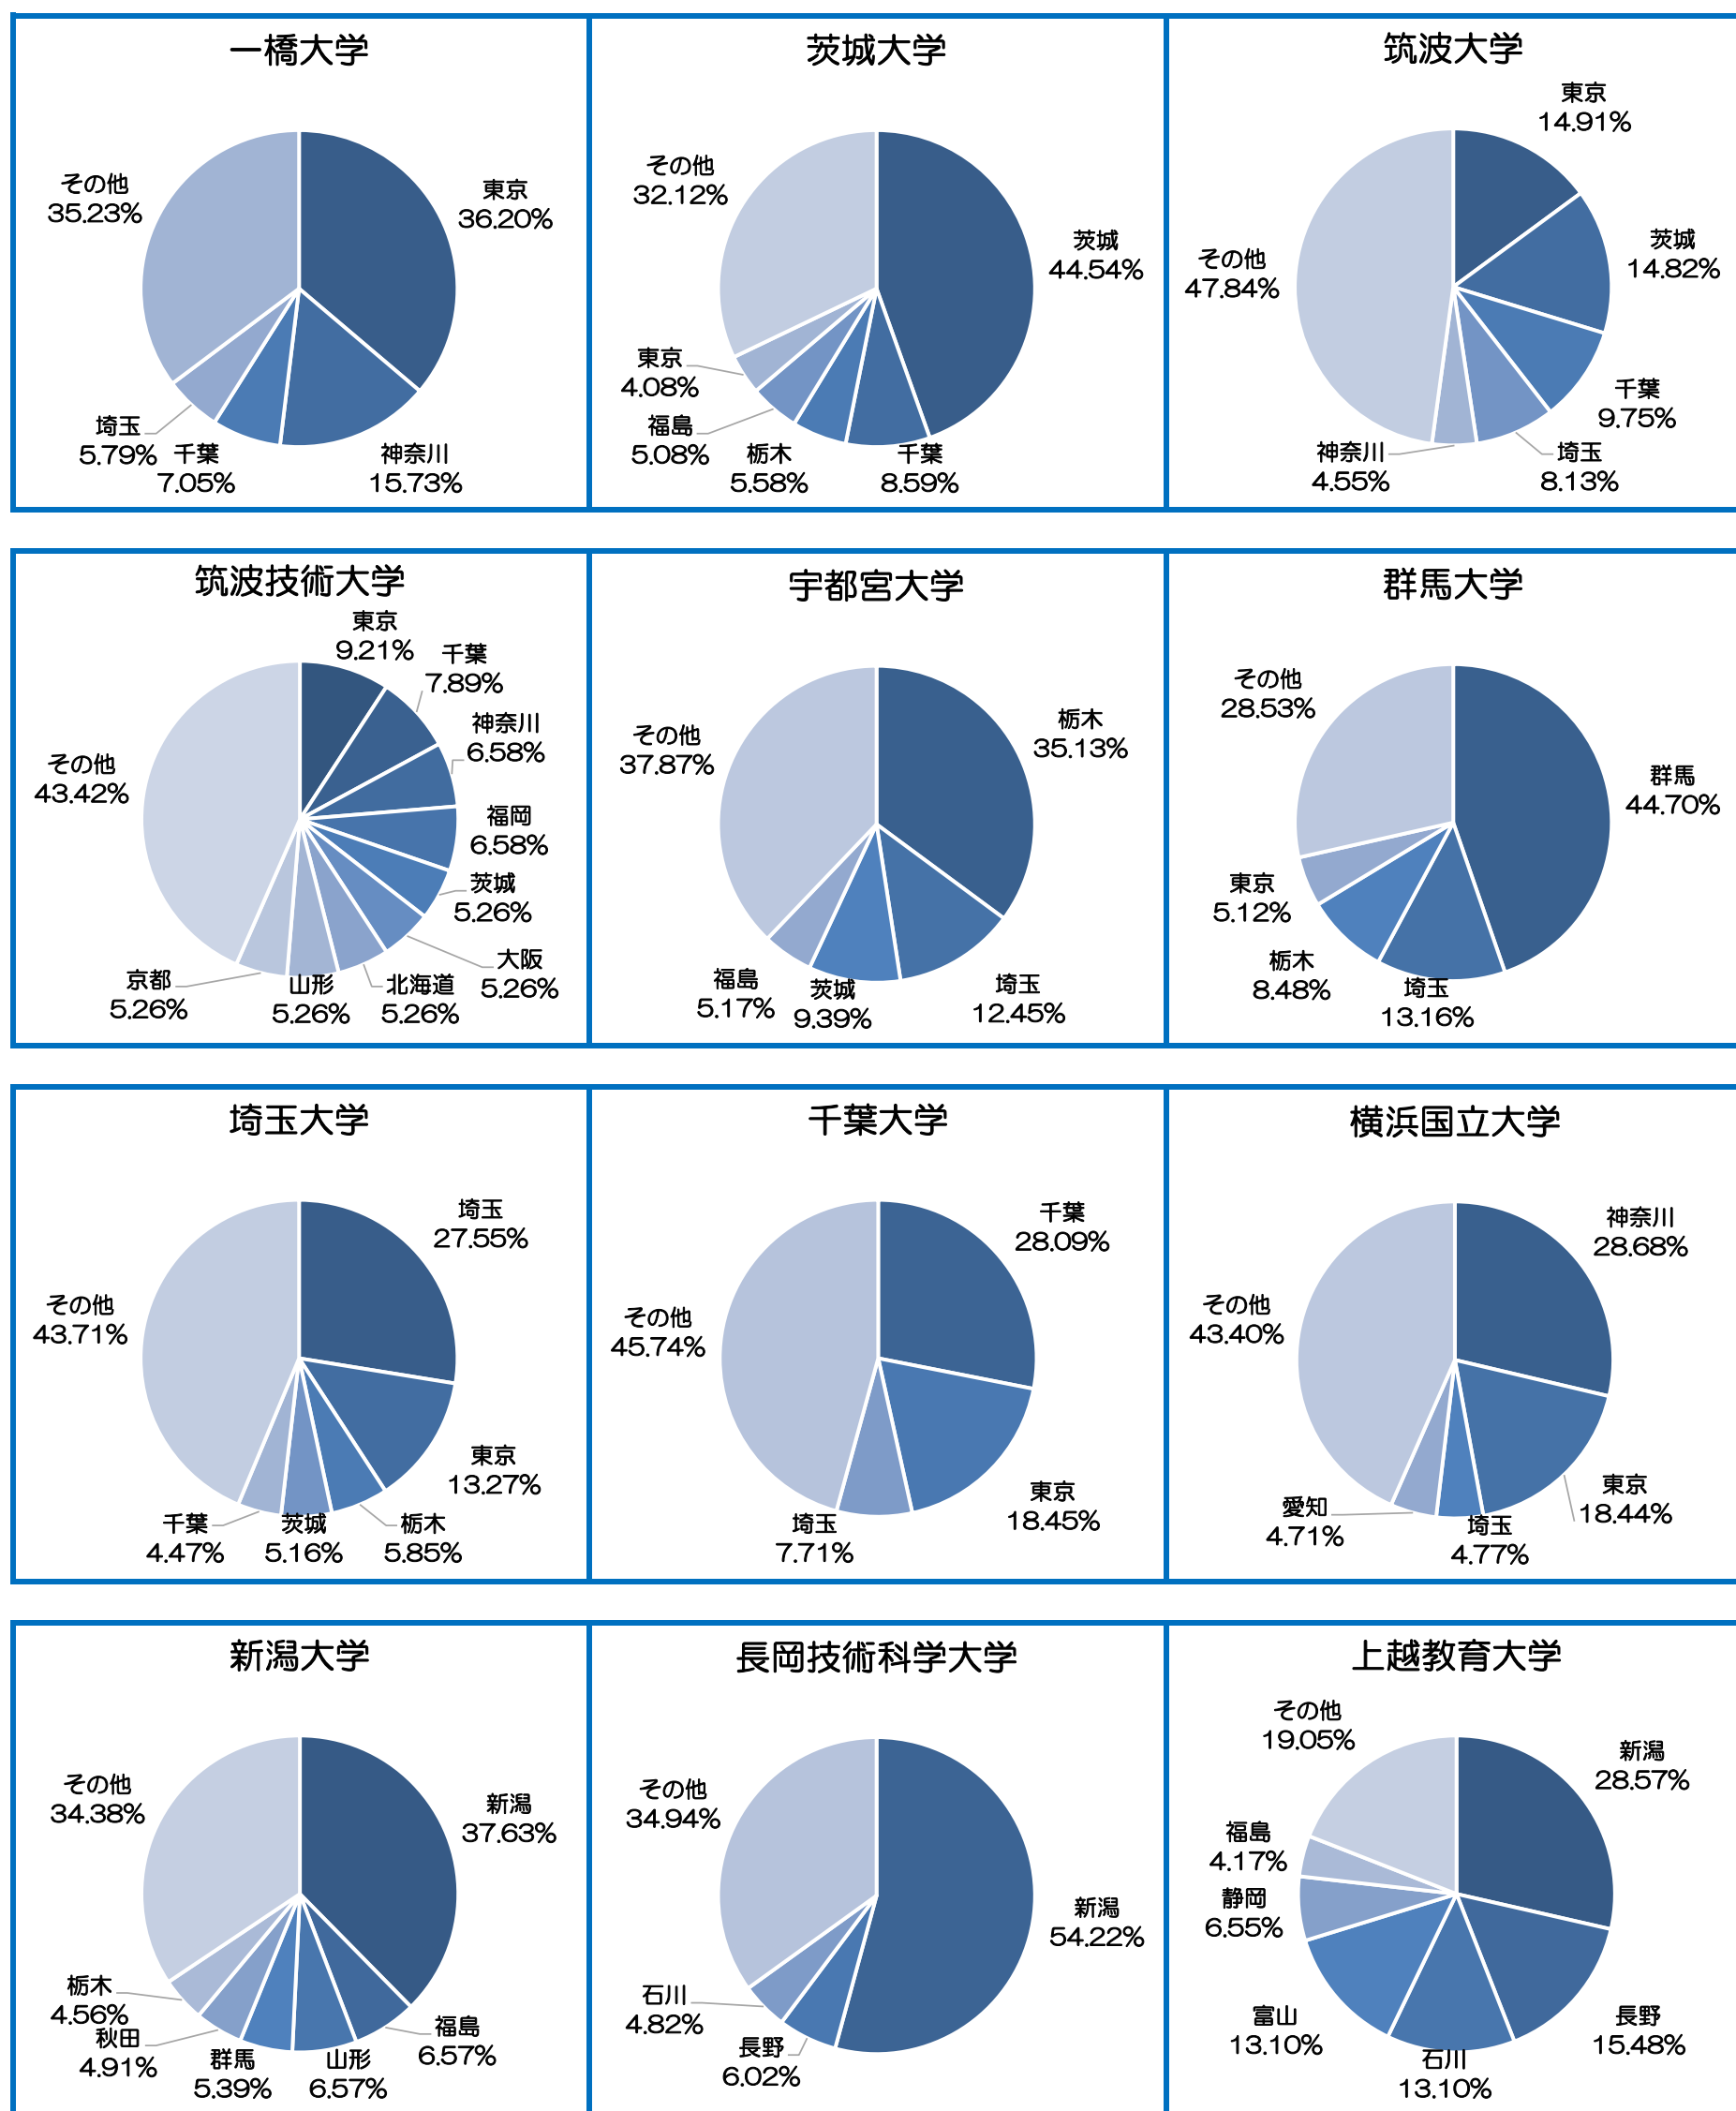 一橋大学
東京
36.20%
神奈川
15.73%
千葉
7.05%
埼玉
5.79%
その他
35.23%
茨城大学
茨城
44.54%
千葉
8.59%
栃木
5.58%
福島
5.08%
東京
4.08%
その他
32.12%
筑波大学
東京
14.91%
茨城
14.82%
千葉
9.75%
埼玉
8.13%
神奈川
4.55%
その他
47.84%
筑波技術大学
東京
9.21%
千葉
7.89%
神奈川
6.58%
福岡
6.58%
茨城
5.26%
大阪
5.26%
北海道
5.26%
山形
5.26%
京都
5.26%
その他
43.42%
宇都宮大学
栃木
35.13%
埼玉
12.45%
茨城
9.39%
福島
5.17%
その他
37.87%
群馬大学
群馬
44.70%
埼玉
13.16%
栃木
8.48%
東京
5.12%
その他
28.53%
埼玉大学
埼玉
27.55%
東京
13.27%
栃木
5.85%
茨城
5.16%
千葉
4.47%
その他
43.71%
千葉大学
千葉
28.09%
東京
18.45%
埼玉
7.71%
その他
45.74%
横浜国立大学
神奈川
28.68%
東京
18.44%
埼玉
4.77%
愛知
4.71%
その他
43.40%
新潟大学
新潟
37.63%
福島
6.57%
山形
6.57%
群馬
5.39%
秋田
4.91%
栃木
4.56%
その他
34.38%
長岡技術科学大学
新潟
54.22%
長野
6.02%
石川
4.82%
その他
34.94%
上越教育大学
新潟
28.57%
長野
15.48%
石川
13.10%
富山
13.10%
静岡
6.55%
福島
4.17%
その他
19.05%